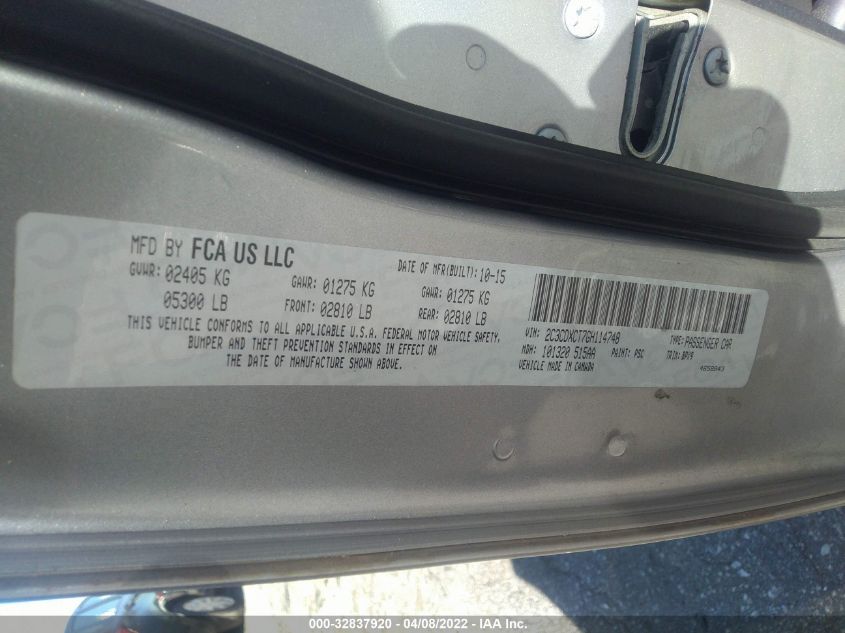 MFD BY FCA US LLC
DATE OF MFR(BUILT): 10-15
GVWR: 02405 KG
GAWR: 01275 KG
GAWR: 01275 KG
05300 LB
FRONT: 02810 LB
REAR: 02810 LB
THIS VEHICLE CONFORMS TO ALL APPLICABLE U.S.A. FEDERAL MOTOR VEHICLE SAFETY,
BUMPER AND THEFT PREVENTION STANDARDS IN EFFECT ON
THE DATE OF MANUFACTURE SHOWN ABOVE.
VIN: 2C3CDXCT7GH114740
TYPE: PASSENGER CAR
MDH: 101320 515AA
PAINT: PSC
TRIM: BPX9
VEHICLE MADE IN CANADA
000-32837920 - 04/08/2022 - IAA Inc.